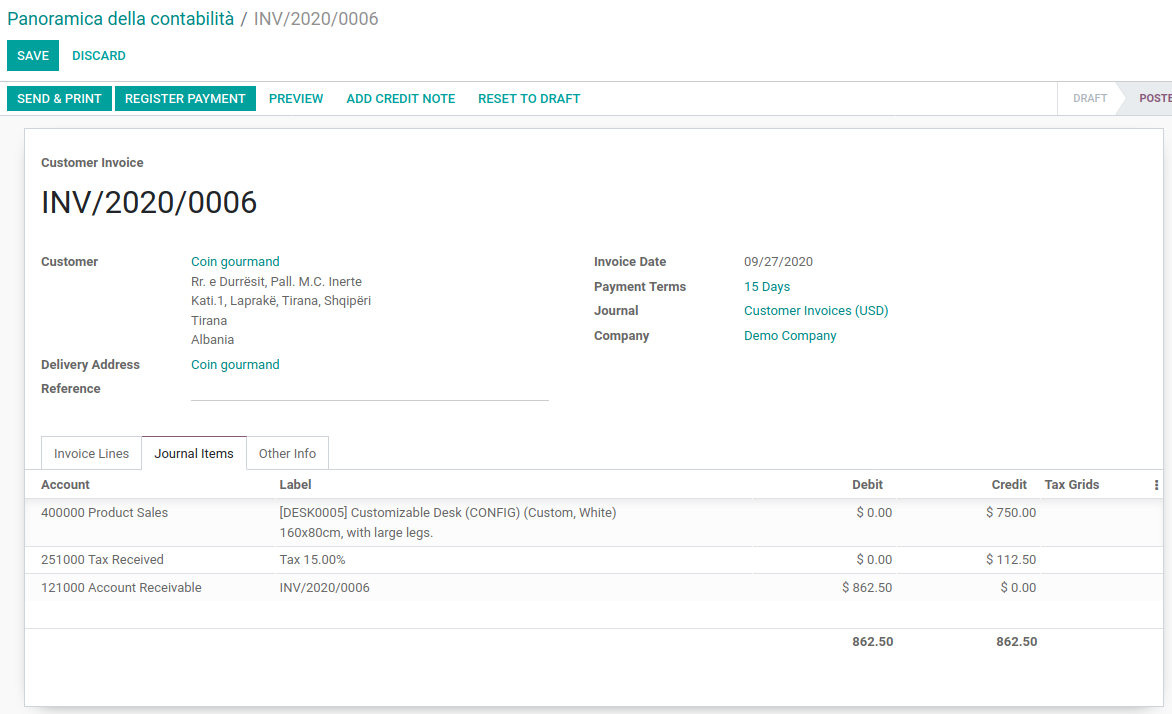 Panoramica della contabilità / INV/2020/0006
SAVE DISCARD
SEND & PRINT REGISTER PAYMENT PREVIEW ADD CREDIT NOTE RESET TO DRAFT DRAFT POSTE
Customer Invoice
INV/2020/0006
Customer Coin gourmand Invoice Date 09/27/2020
Rr. e Durrësit, Pall. M.C. Inerte Payment Terms 15 Days
Kati.1, Laprakë, Tirana, Shqipëri Journal Customer Invoices (USD)
Tirana
Albania Company Demo Company
Delivery Address Coin gourmand
Reference
Invoice Lines Journal Items Other Info
Account Label Debit Credit Tax Grids
400000 Product Sales [DESK0005] Customizable Desk (CONFIG) (Custom, White) $ 0.00 $ 750.00
160x80cm, with large legs.
251000 Tax Received Tax 15.00% $ 0.00 $ 112.50
121000 Account Receivable INV/2020/0006 $ 862.50 $ 0.00
862.50 862.50